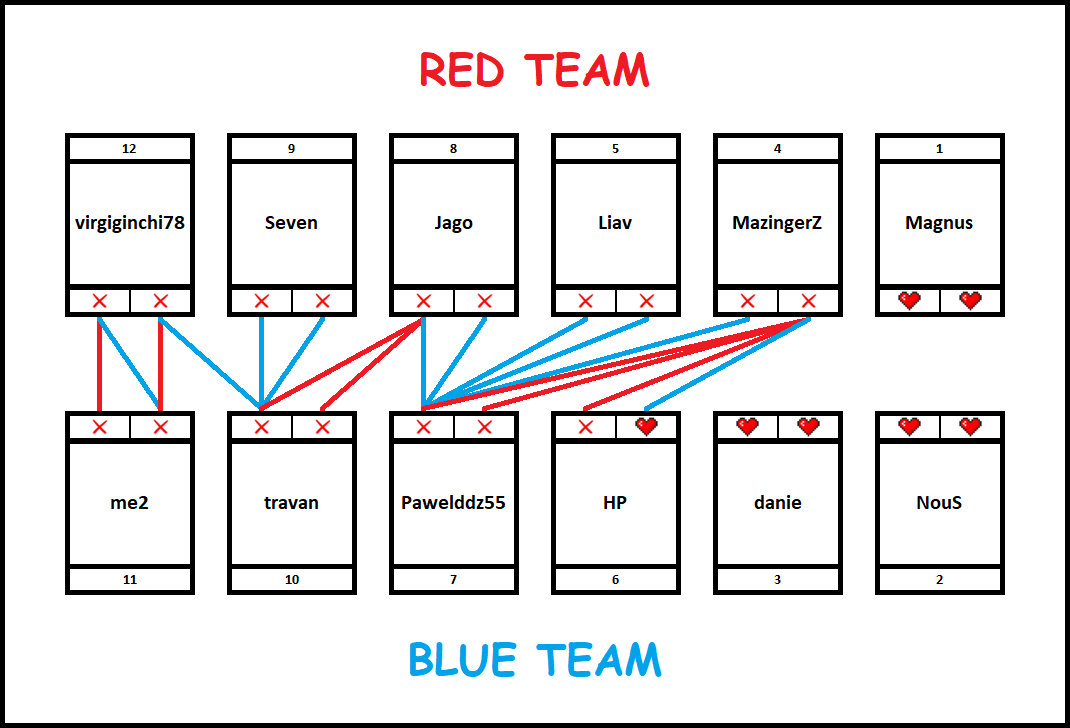 RED TEAM
12 9 8 5 4 1
virgiginchi78 Seven Jago Liav MazingerZ Magnus
me2 travan Pawelddz55 HP danie NouS
11 10 7 6 3 2
BLUE TEAM